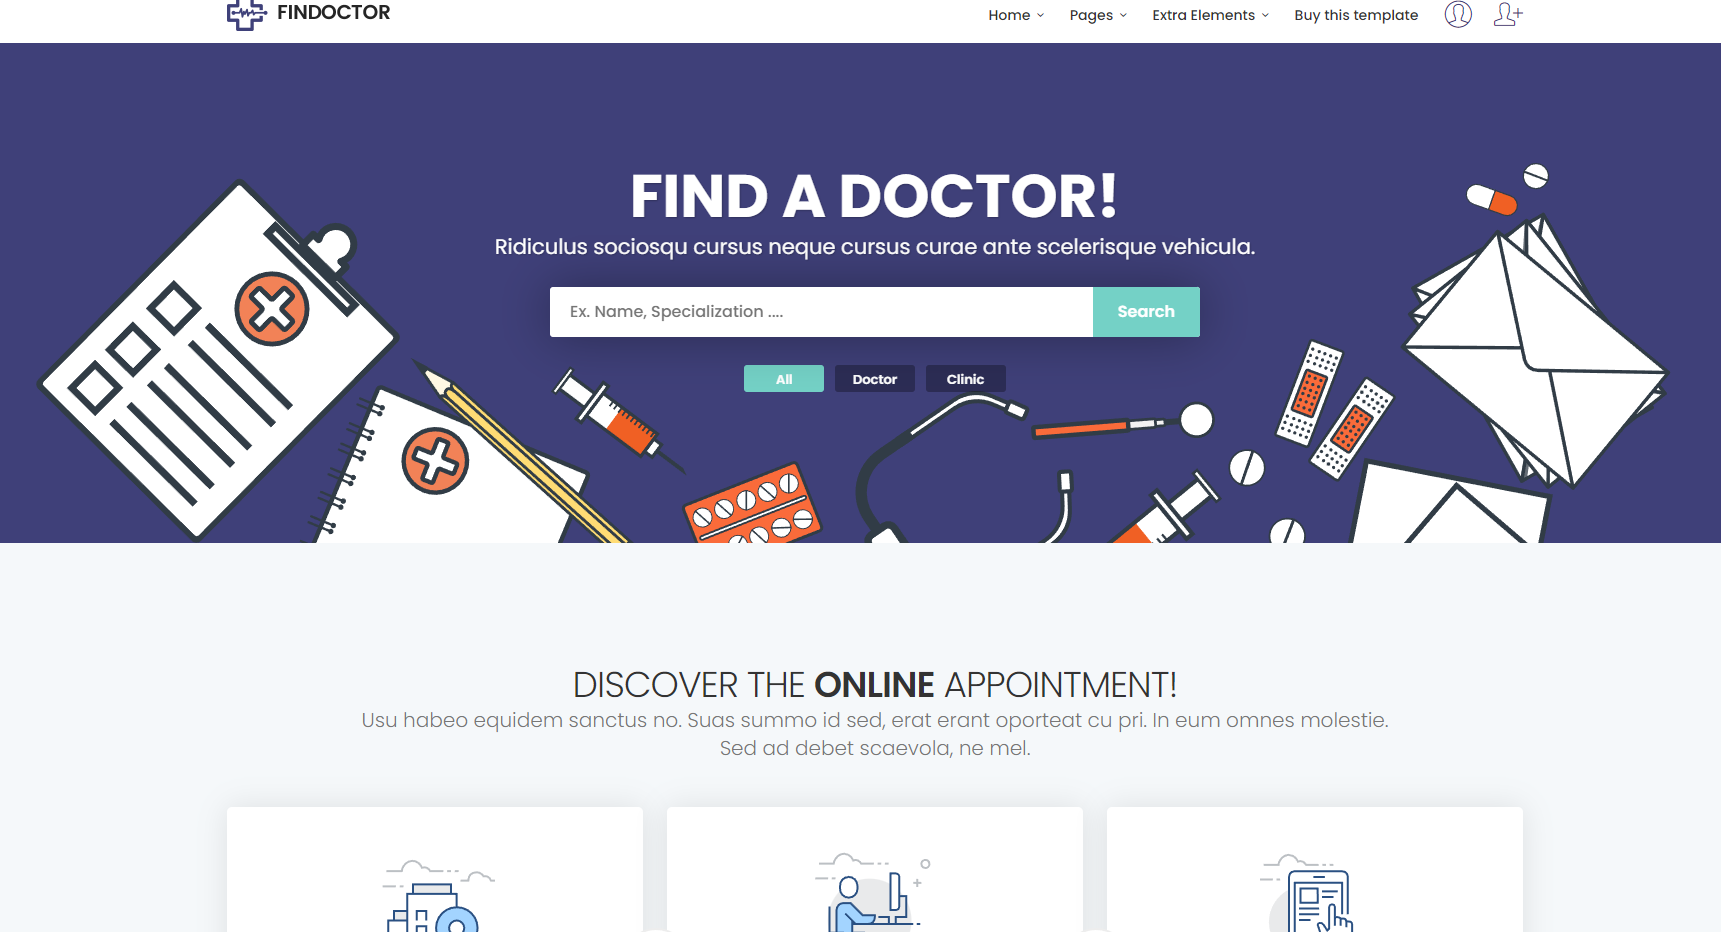 FINDOCTOR
Home
Pages
Extra Elements
Buy this template
FIND A DOCTOR!
Ridiculus sociosqu cursus neque cursus curae ante scelerisque vehicula.
Ex. Name, Specialization ....
Search
All
Doctor
Clinic
DISCOVER THE ONLINE APPOINTMENT!
Usu habeo equidem sanctus no. Suas summo id sed, erat erant oporteat cu pri. In eum omnes molestie.
Sed ad debet scaevola, ne mel.